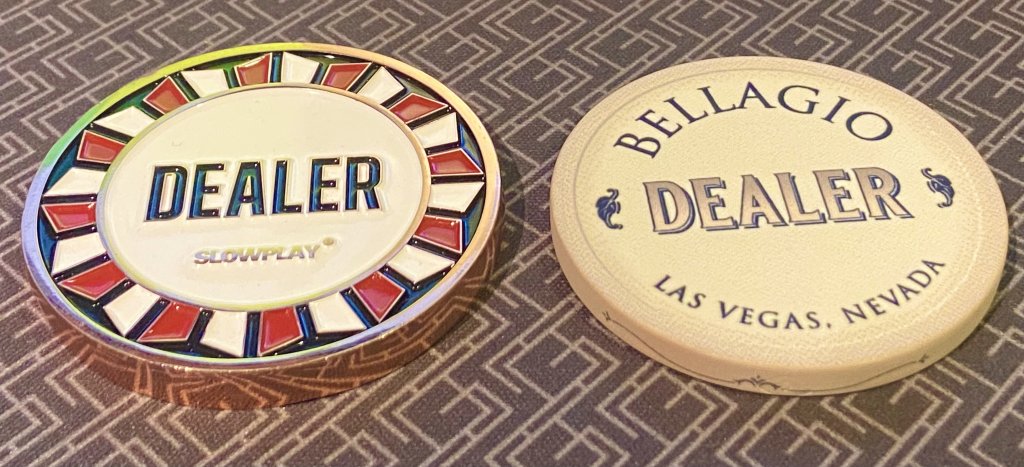 DEALER
SLOWPLAY
BELLAGIO
DEALER
LAS VEGAS, NEVADA